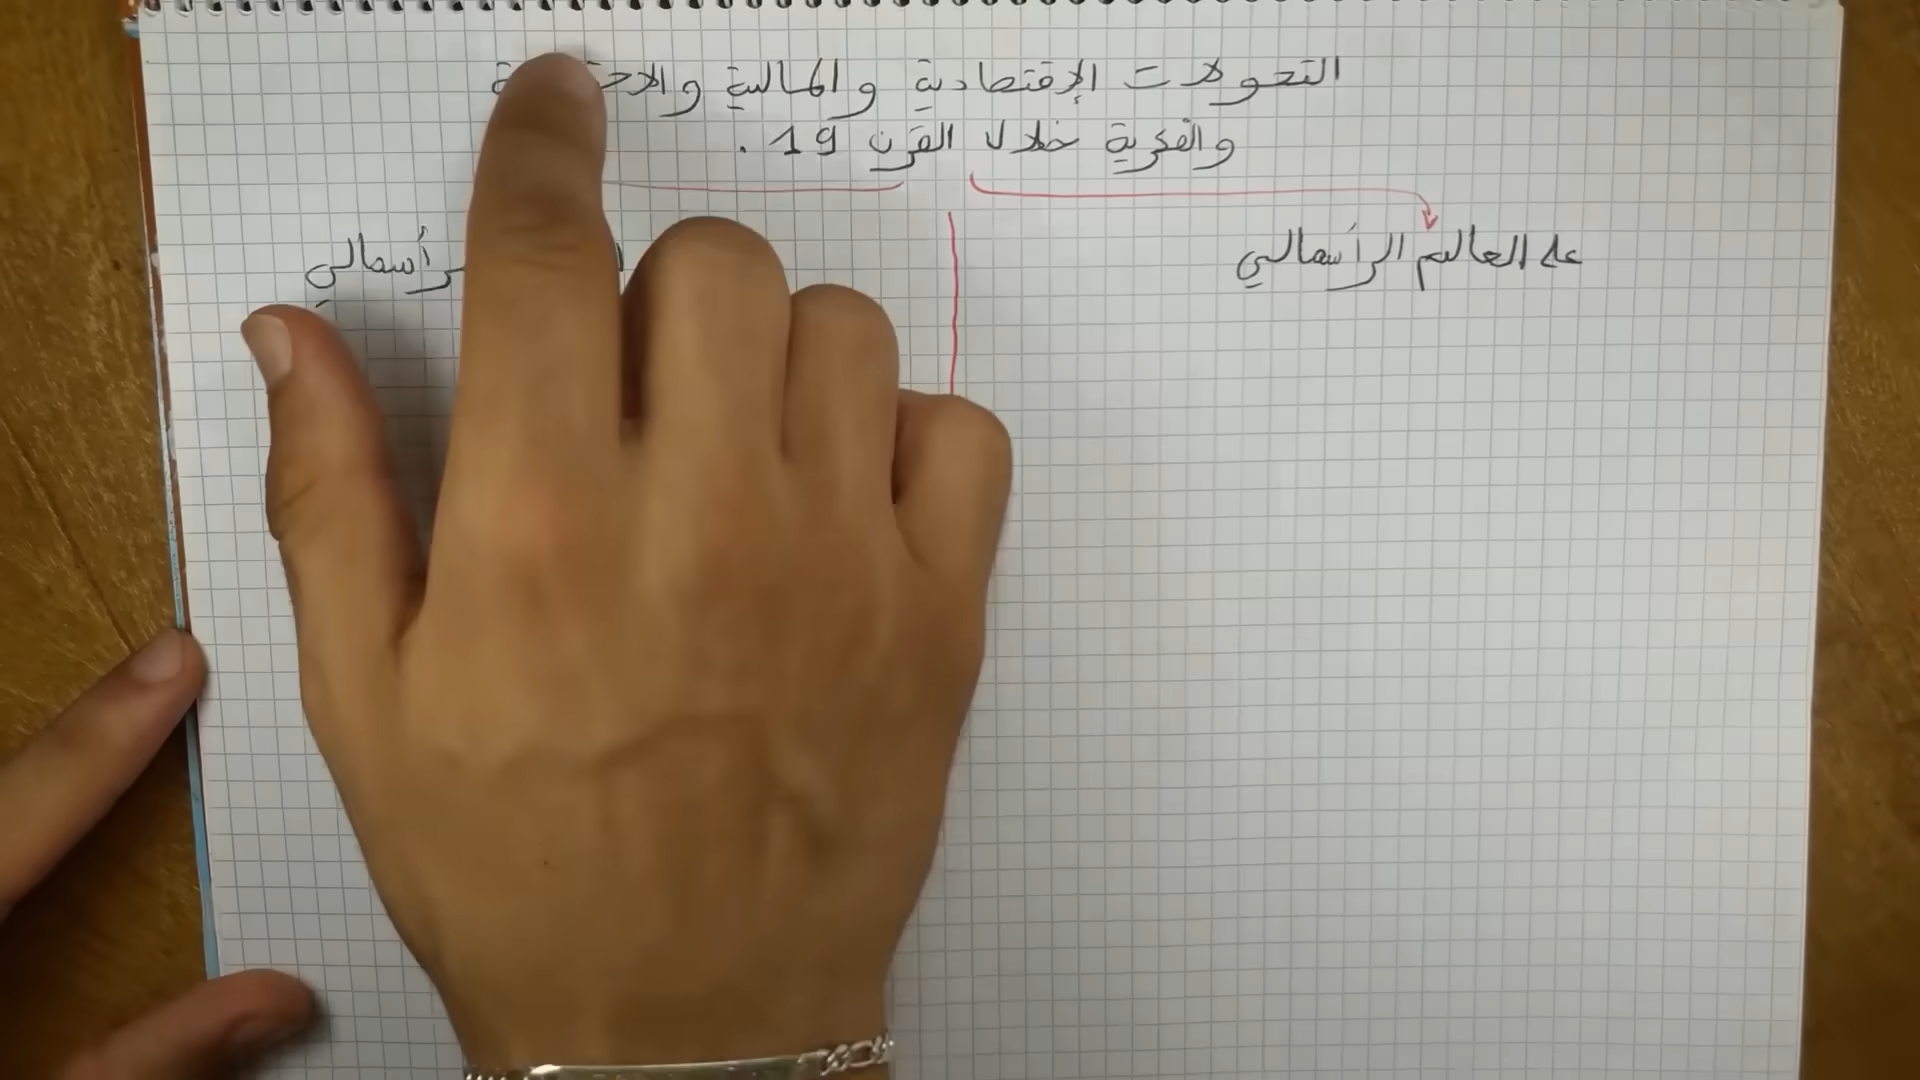 التحولات الإقتصادية والمالية
والفكرية خلال القرن 19 .
على العالم الرأسمالي